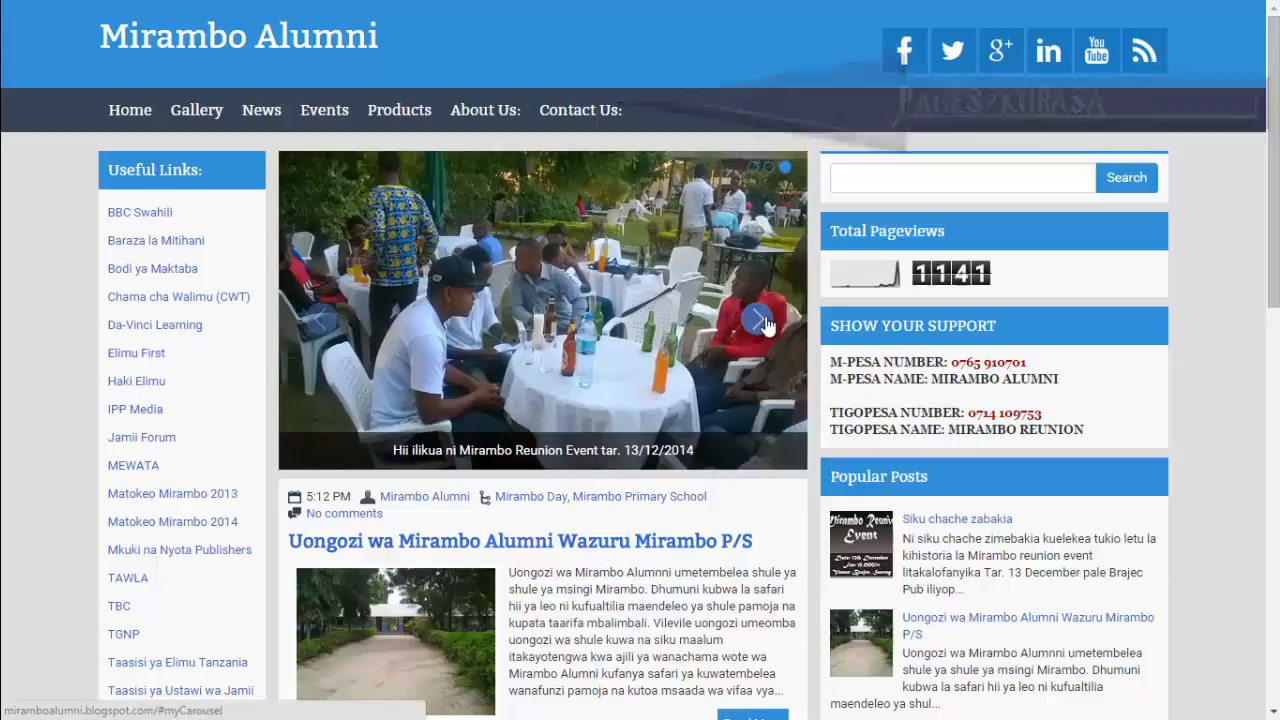 Mirambo Alumni
PAGES/KURASA
Home Gallery News Events Products About Us: Contact Us:
Useful Links:
BBC Swahili
Baraza la Mitihani
Bodi ya Maktaba
Chama cha Walimu (CWT)
Da-Vinci Learning
Elimu First
Haki Elimu
IPP Media
Jamii Forum
MEWATA
Matokeo Mirambo 2013
Matokeo Mirambo 2014
Mkuki na Nyota Publishers
TAWLA
TBC
TGNP
Taasisi ya Elimu Tanzania
Taasisi ya Ustawi wa Jamii
Hii ilikua ni Mirambo Reunion Event tar. 13/12/2014
5:12 PM Mirambo Alumni Mirambo Day, Mirambo Primary School
No comments
Uongozi wa Mirambo Alumni Wazuru Mirambo P/S
Uongozi wa Mirambo Alumnni umetembelea shule ya
shule ya msingi Mirambo. Dhumuni kubwa la safari
hii ya leo ni kufualtilia maendeleo ya shule pamoja na
kupata taarifa mbalimbali. Vilevile uongozi umeomba
uongozi wa shule kuwa na siku maalum
itakayotengwa kwa ajili ya wanachama wote wa
Mirambo Alumni kufanya safari ya kuwatembelea
wanafunzi pamoja na kutoa msaada wa vifaa vya...
Search
Total Pageviews
1141
SHOW YOUR SUPPORT
M-PESA NUMBER: 0765 910701
M-PESA NAME: MIRAMBO ALUMNI
TIGOPESA NUMBER: 0714 109753
TIGOPESA NAME: MIRAMBO REUNION
Popular Posts
Mirambo Reunion
Event
Siku chache zabakia
Ni siku chache zimebakia kuelekea tukio letu la
kihistoria la Mirambo reunion event
litakalofanyika Tar. 13 December pale Brajec
Pub iliyop...
Uongozi wa Mirambo Alumni Wazuru Mirambo
P/S
Uongozi wa Mirambo Alumnni umetembelea
shule ya shule ya msingi Mirambo. Dhumuni
kubwa la safari hii ya leo ni kufualtilia
maendeleo ya shul...
miramboalumni.blogspot.com/#myCarousel